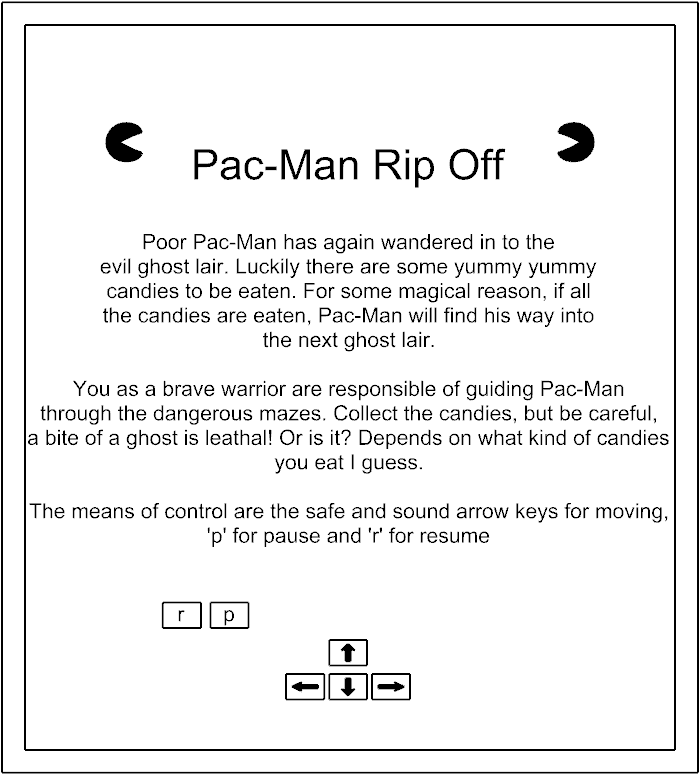 Pac-Man Rip Off
Poor Pac-Man has again wandered in to the
evil ghost lair. Luckily there are some yummy yummy
candies to be eaten. For some magical reason, if all
the candies are eaten, Pac-Man will find his way into
the next ghost lair.
You as a brave warrior are responsible of guiding Pac-Man
through the dangerous mazes. Collect the candies, but be careful,
a bite of a ghost is leathal! Or is it? Depends on what kind of candies
you eat I guess.
The means of control are the safe and sound arrow keys for moving,
'p' for pause and 'r' for resume
r p